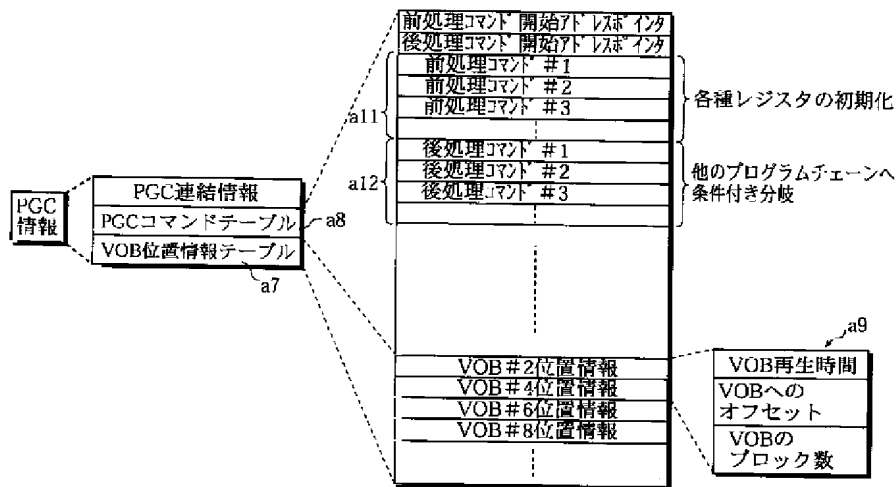 PGC
情報
PGC連結情報
PGCコマンドテーブル
VOB位置情報テーブル
a8
a7
前処理コマンド開始アドレスポインタ
後処理コマンド開始アドレスポインタ
前処理コマンド #1
前処理コマンド #2
前処理コマンド #3
a11
各種レジスタの初期化
後処理コマンド #1
後処理コマンド #2
後処理コマンド #3
a12
他のプログラムチェーンへ
条件付き分岐
VOB#2位置情報
VOB#4位置情報
VOB#6位置情報
VOB#8位置情報
a9
VOB再生時間
VOBへの
オフセット
VOBの
ブロック数